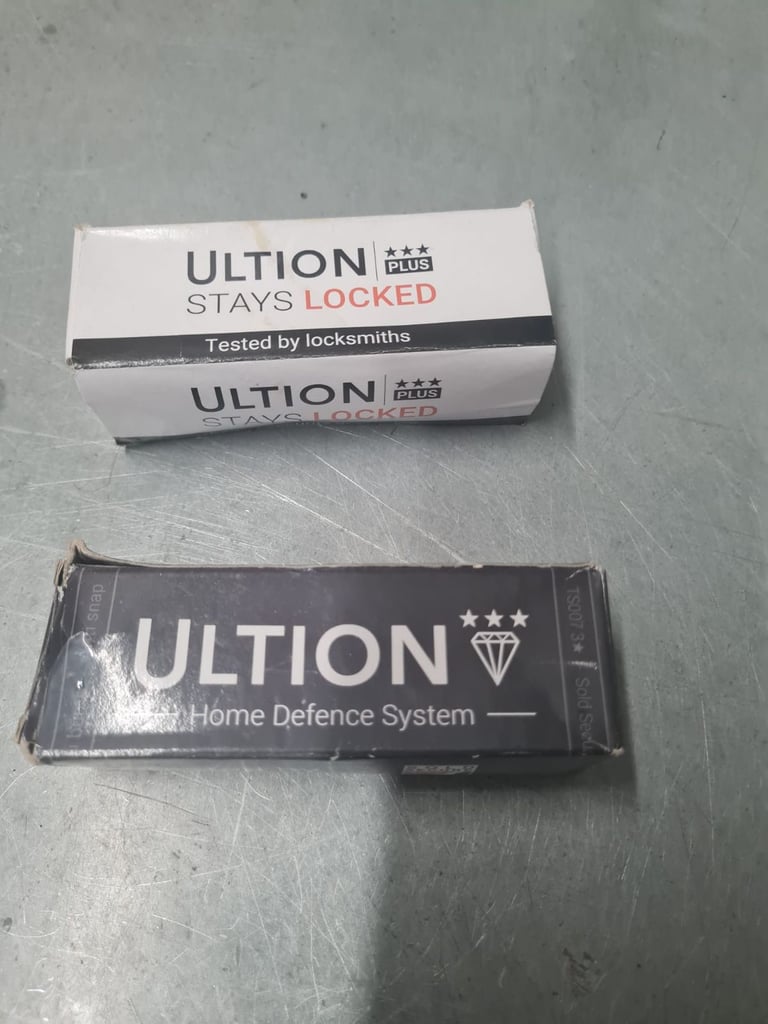 ULTION ★★★ PLUS
STAYS LOCKED
Tested by locksmiths
ULTION ★★★ PLUS
STAYS LOCKED
snap
ULTION ★★★
Home Defence System
TS007 3★ Sold